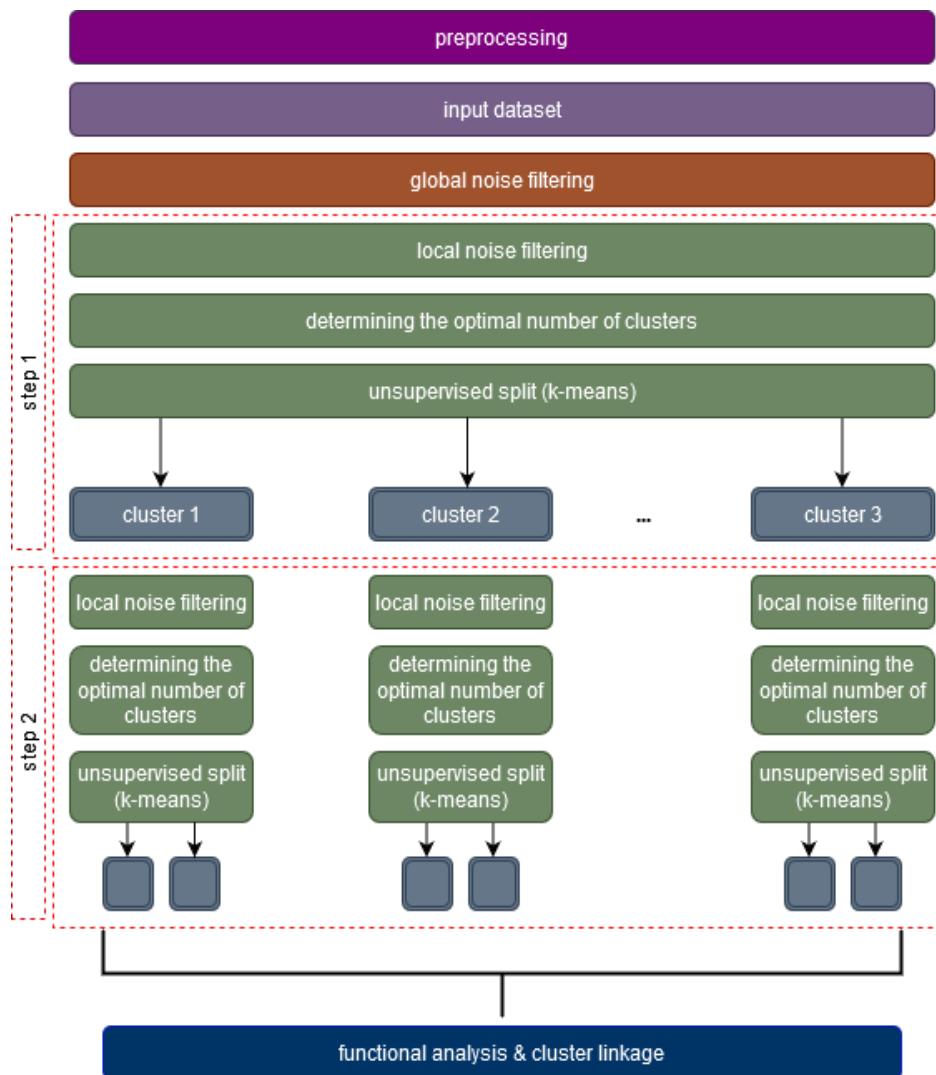 preprocessing
input dataset
global noise filtering
step 1
local noise filtering
determining the optimal number of clusters
unsupervised split (k-means)
cluster 1
cluster 2
...
cluster 3
step 2
local noise filtering
local noise filtering
local noise filtering
determining the
optimal number of
clusters
determining the
optimal number of
clusters
determining the
optimal number of
clusters
unsupervised split
(k-means)
unsupervised split
(k-means)
unsupervised split
(k-means)
functional analysis & cluster linkage